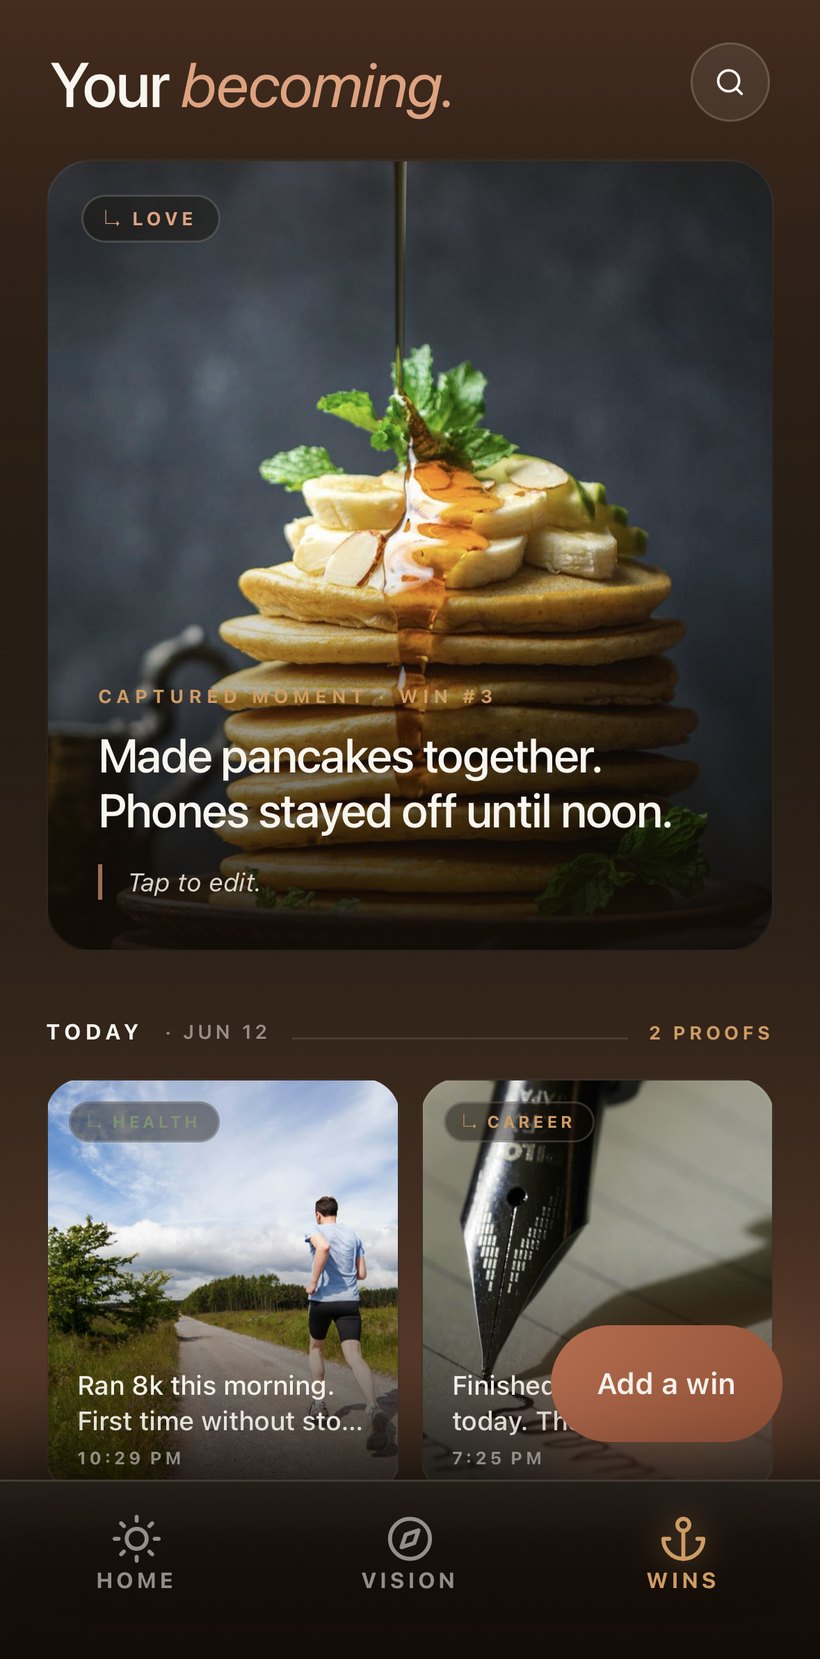 Your becoming.
LOVE
CAPTURED MOMENT · WIN #3
Made pancakes together.
Phones stayed off until noon.
Tap to edit.
TODAY · JUN 12
2 PROOFS
HEALTH
Ran 8k this morning.
First time without sto...
10:29 PM
CAREER
Finished
today.
7:25 PM
Add a win
HOME
VISION
WINS